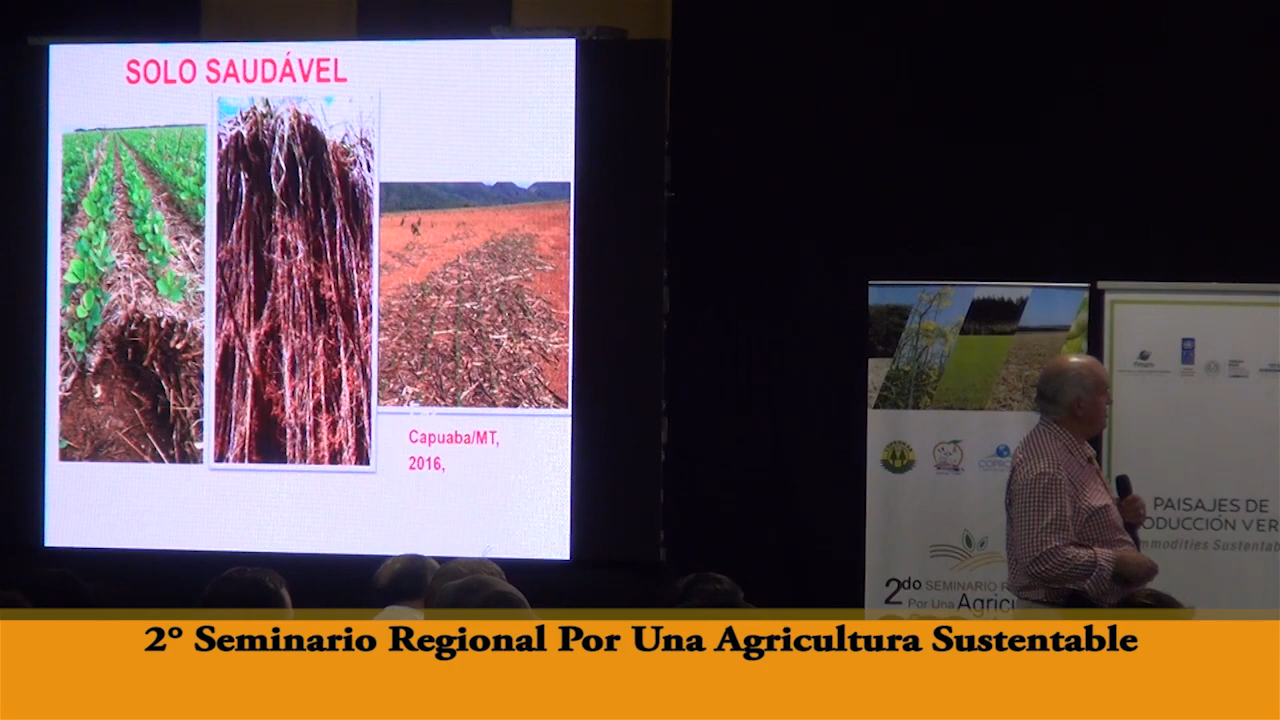 SOLO SAUDÁVEL
Capuaba/MT,
2016,
PAISAJES DE
ODUCCIÓN VER
mmodities Sustentab
2do SEMINARIO R
Por Una Agricu
2º Seminario Regional Por Una Agricultura Sustentable